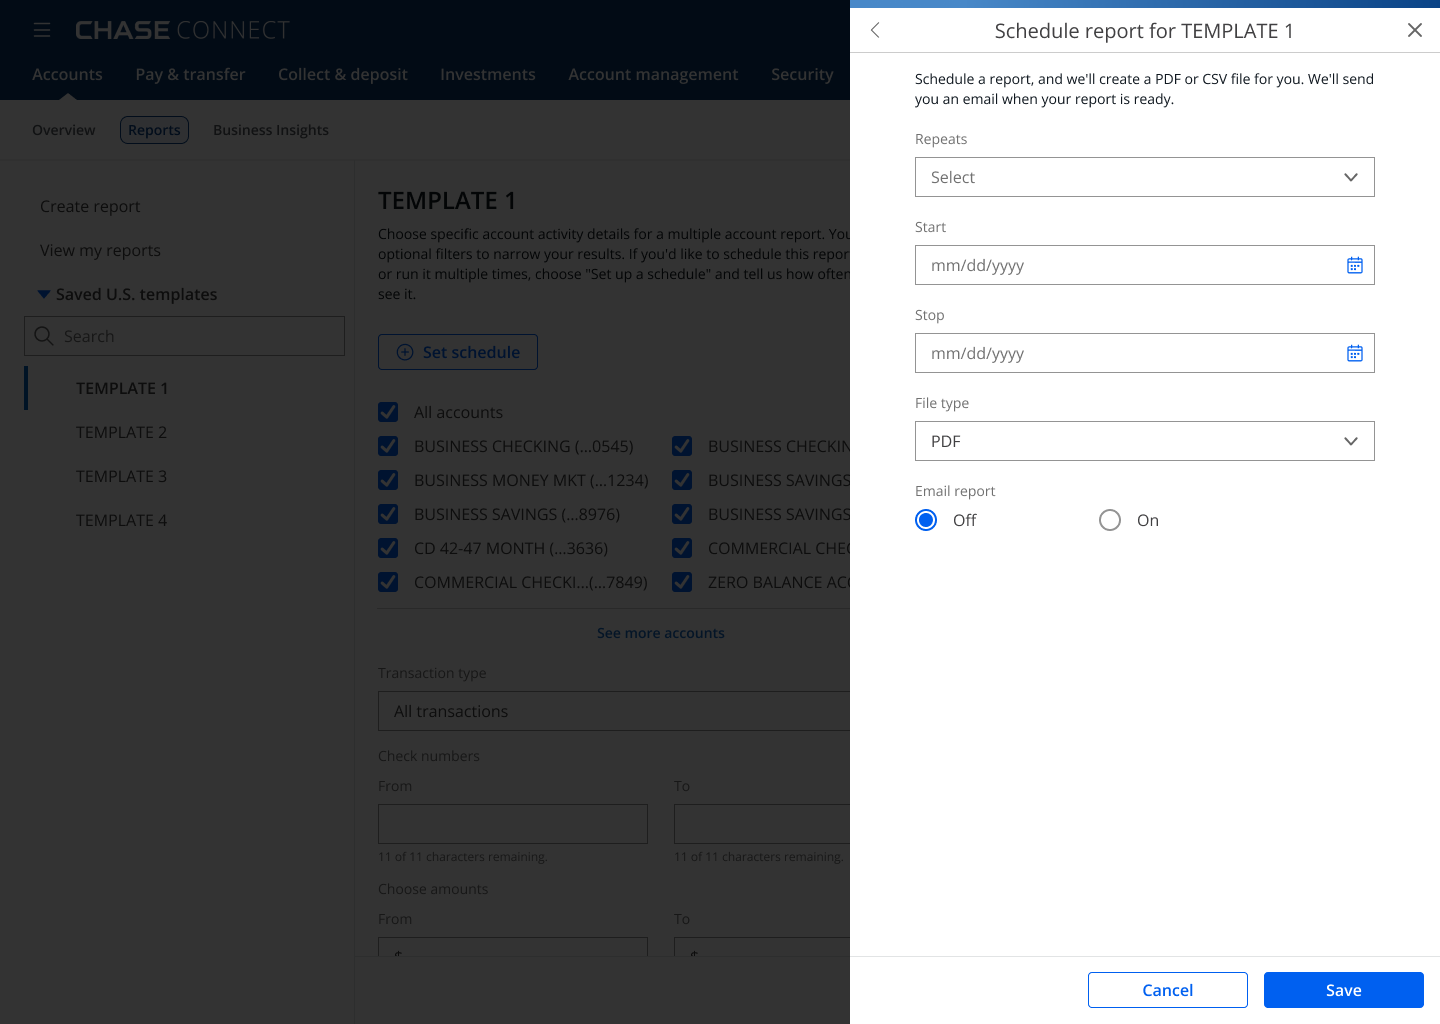 CHASE CONNECT
Accounts
Pay & transfer
Collect & deposit
Investments
Account management
Security
Overview
Reports
Business Insights
Create report
View my reports
Saved U.S. templates
Search
TEMPLATE 1
TEMPLATE 2
TEMPLATE 3
TEMPLATE 4
TEMPLATE 1
Choose specific account activity details for a multiple account report. You
optional filters to narrow your results. If you'd like to schedule this repor
or run it multiple times, choose "Set up a schedule" and tell us how often
see it.
Set schedule
All accounts
BUSINESS CHECKING (...0545)
BUSINESS CHECKIN
BUSINESS MONEY MKT (...1234)
BUSINESS SAVINGS
BUSINESS SAVINGS (...8976)
BUSINESS SAVINGS
CD 42-47 MONTH (...3636)
COMMERCIAL CHEC
COMMERCIAL CHECKI...(...7849)
ZERO BALANCE ACC
See more accounts
Transaction type
All transactions
Check numbers
From
To
11 of 11 characters remaining.
11 of 11 characters remaining.
Choose amounts
From
To
$
$
Schedule report for TEMPLATE 1
Schedule a report, and we'll create a PDF or CSV file for you. We'll send
you an email when your report is ready.
Repeats
Select
Start
mm/dd/yyyy
Stop
mm/dd/yyyy
File type
PDF
Email report
Off
On
Cancel
Save